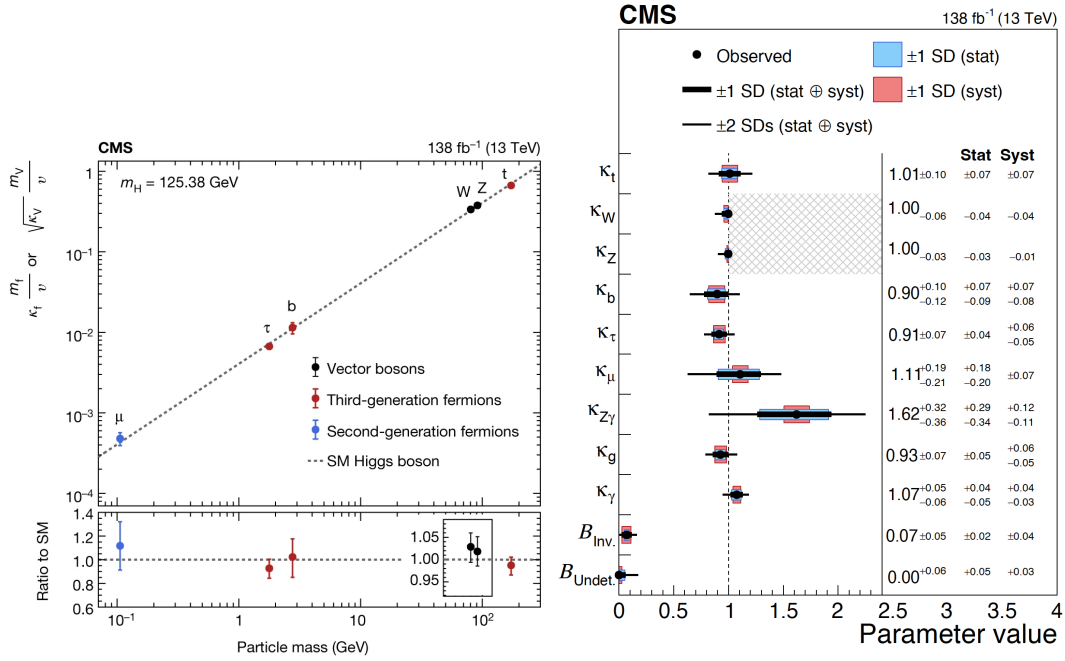 CMS
138 fb⁻¹ (13 TeV)
m_H = 125.38 GeV
κ_f m_f/v or √κ_V m_V/v
1
10⁻¹
10⁻²
10⁻³
10⁻⁴
W
Z
t
b
τ
μ
Vector bosons
Third-generation fermions
Second-generation fermions
SM Higgs boson
Ratio to SM
1.4
1.2
1.0
0.8
0.6
1.05
1.00
0.95
10⁻¹
1
10
10²
Particle mass (GeV)
CMS
138 fb⁻¹ (13 TeV)
Observed
±1 SD (stat)
±1 SD (stat ⊕ syst)
±1 SD (syst)
±2 SDs (stat ⊕ syst)
Stat Syst
κ_t 1.01 ±0.10 ±0.07 ±0.07
κ_W 1.00 −0.06 −0.04 −0.04
κ_Z 1.00 −0.03 −0.03 −0.01
κ_b 0.90 +0.10 −0.12 +0.07 −0.09 +0.07 −0.08
κ_τ 0.91 ±0.07 ±0.04 +0.06 −0.05
κ_μ 1.11 +0.19 −0.21 +0.18 −0.20 ±0.07
κ_Zγ 1.62 +0.32 −0.36 +0.29 −0.34 +0.12 −0.11
κ_g 0.93 ±0.07 ±0.05 +0.06 −0.05
κ_γ 1.07 +0.05 −0.06 +0.04 −0.05 +0.04 −0.03
B_Inv. 0.07 ±0.05 ±0.02 ±0.04
B_Undet. 0.00 +0.06 +0.05 +0.03
0 0.5 1 1.5 2 2.5 3 3.5 4
Parameter value